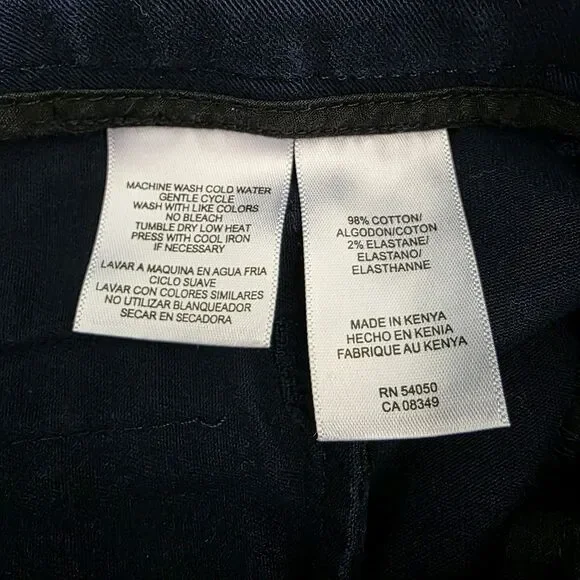 MACHINE WASH COLD WATER
GENTLE CYCLE
WASH WITH LIKE COLORS
NO BLEACH
TUMBLE DRY LOW HEAT
PRESS WITH COOL IRON
IF NECESSARY
LAVAR A MAQUINA EN AGUA FRIA
CICLO SUAVE
LAVAR CON COLORES SIMILARES
NO UTILIZAR BLANQUEADOR
SECAR EN SECADORA
98% COTTON/
ALGODON/COTON
2% ELASTANE/
ELASTANO/
ELASTHANNE
MADE IN KENYA
HECHO EN KENIA
FABRIQUE AU KENYA
RN 54050
CA 08349